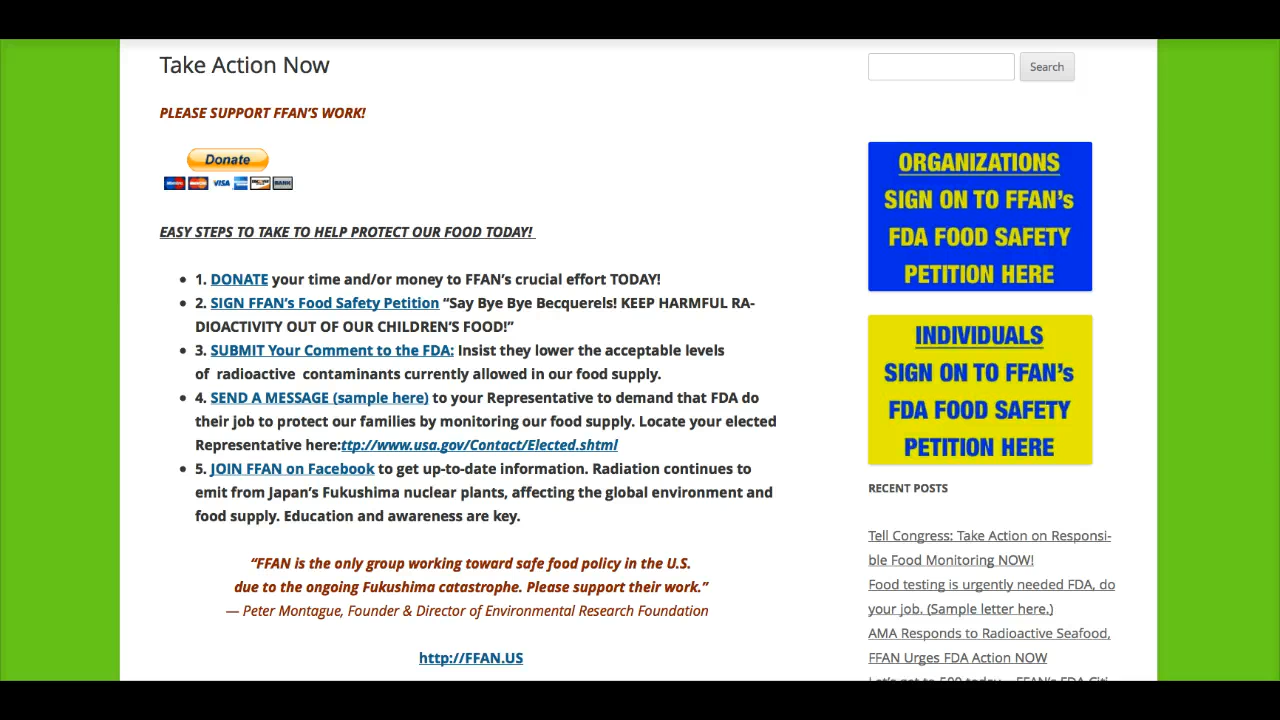 Take Action Now
PLEASE SUPPORT FFAN'S WORK!
Donate
VISA
BANK
EASY STEPS TO TAKE TO HELP PROTECT OUR FOOD TODAY!
1. DONATE your time and/or money to FFAN's crucial effort TODAY!
2. SIGN FFAN's Food Safety Petition "Say Bye Bye Becquerels! KEEP HARMFUL RA-
DIOACTIVITY OUT OF OUR CHILDREN'S FOOD!"
3. SUBMIT Your Comment to the FDA: Insist they lower the acceptable levels
of radioactive contaminants currently allowed in our food supply.
4. SEND A MESSAGE (sample here) to your Representative to demand that FDA do
their job to protect our families by monitoring our food supply. Locate your elected
Representative here:ttp://www.usa.gov/Contact/Elected.shtml
5. JOIN FFAN on Facebook to get up-to-date information. Radiation continues to
emit from Japan's Fukushima nuclear plants, affecting the global environment and
food supply. Education and awareness are key.
"FFAN is the only group working toward safe food policy in the U.S.
due to the ongoing Fukushima catastrophe. Please support their work."
— Peter Montague, Founder & Director of Environmental Research Foundation
http://FFAN.US
Search
ORGANIZATIONS
SIGN ON TO FFAN's
FDA FOOD SAFETY
PETITION HERE
INDIVIDUALS
SIGN ON TO FFAN's
FDA FOOD SAFETY
PETITION HERE
RECENT POSTS
Tell Congress: Take Action on Responsi-
ble Food Monitoring NOW!
Food testing is urgently needed FDA, do
your job. (Sample letter here.)
AMA Responds to Radioactive Seafood,
FFAN Urges FDA Action NOW
Let's get to 500 today – FFAN's FDA Citi-